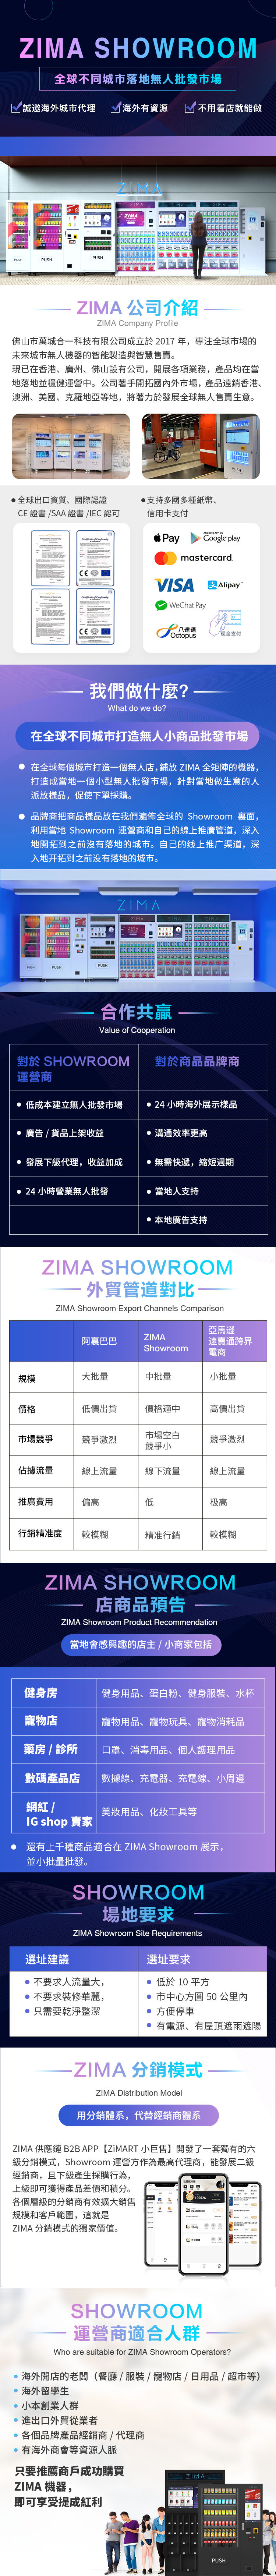 ZIMA SHOWROOM
全球不同城市落地無人批發市場
誠邀海外城市代理
海外有資源
不用看店就能做
ZIMA
PUSH
PUSH
PUSH
ZIMA 公司介紹
ZIMA Company Profile
佛山市萬城合一科技有限公司成立於 2017 年，專注全球市場的
未來城市無人機器的智能製造與智慧售賣。
現已在香港、廣州、佛山設有公司，開展各項業務，產品均在當
地落地並穩健運營中。公司著手開拓國內外市場，產品遠銷香港、
澳洲、美國、克羅地亞等地，將著力於發展全球無人售賣生意。
全球出口資質、國際認證
CE 證書 /SAA 證書 /IEC 認可
支持多國多種紙幣、
信用卡支付
Pay
Google play
mastercard.
VISA
Alipay
WeChat Pay
八達通
Octopus
現金支付
我們做什麼?
What do we do?
在全球不同城市打造無人小商品批發市場
在全球每個城市打造一個無人店，鋪放 ZIMA 全矩陣的機器，
打造成當地一個小型無人批發市場，針對當地做生意的人
派放樣品，促使下單採購。
品牌商把商品樣品放在我們遍佈全球的 Showroom 裏面，
利用當地 Showroom 運營商和自己的線上推廣管道，深入
地開拓到之前沒有落地的城市。自己的线上推广渠道，深
入地开拓到之前没有落地的城市。
ZIMA
PUSH
PUSH
合作共贏
Value of Cooperation
對於 SHOWROOM
運營商
對於商品品牌商
低成本建立無人批發市場
24 小時海外展示樣品
廣告 / 貨品上架收益
溝通效率更高
發展下級代理，收益加成
無需快遞，縮短週期
24 小時營業無人批發
當地人支持
本地廣告支持
ZIMA SHOWROOM
外貿管道對比
ZIMA Showroom Export Channels Comparison
阿裏巴巴
ZIMA
Showroom
亞馬遜
速賣通跨界
電商
規模
大批量
中批量
小批量
價格
低價出貨
價格適中
高價出貨
市場競爭
競爭激烈
市場空白
競爭小
競爭激烈
佔據流量
線上流量
線下流量
線上流量
推廣費用
偏高
低
极高
行銷精准度
較模糊
精准行銷
較模糊
ZIMA SHOWROOM
店商品預告
ZIMA Showroom Product Recommendation
當地會感興趣的店主 / 小商家包括
健身房
健身用品、蛋白粉、健身服裝、水杯
寵物店
寵物用品、寵物玩具、寵物消耗品
藥房 / 診所
口罩、消毒用品、個人護理用品
數碼產品店
數據線、充電器、充電線、小周邊
網紅 /
IG shop 賣家
美妝用品、化妝工具等
還有上千種商品適合在 ZIMA Showroom 展示，
並小批量批發。
SHOWROOM
場地要求
ZIMA Showroom Site Requirements
選址建議
選址要求
不要求人流量大，
不要求裝修華麗，
只需要乾淨整潔
低於 10 平方
市中心方圓 50 公里內
方便停車
有電源、有屋頂遮雨遮陽
ZIMA 分銷模式
ZIMA Distribution Model
用分銷體系，代替經銷商體系
ZIMA 供應鏈 B2B APP【ZiMART 小巨售】開發了一套獨有的六
級分銷模式，Showroom 運營方作為最高代理商，能發展二級
經銷商，且下級產生採購行為，
上級即可獲得產品差價和積分。
各個層級的分銷商有效擴大銷售
規模和客戶範圍，這就是
ZIMA 分銷模式的獨家價值。
SHOWROOM
運營商適合人群
Who are suitable for ZIMA Showroom Operators?
海外開店的老闆（餐廳 / 服裝 / 寵物店 / 日用品 / 超市等）
海外留學生
小本創業人群
進出口外貿從業者
各個品牌產品經銷商 / 代理商
有海外商會等資源人脈
只要推薦商戶成功購買
ZIMA 機器，
即可享受提成紅利
ZIMA
PUSH